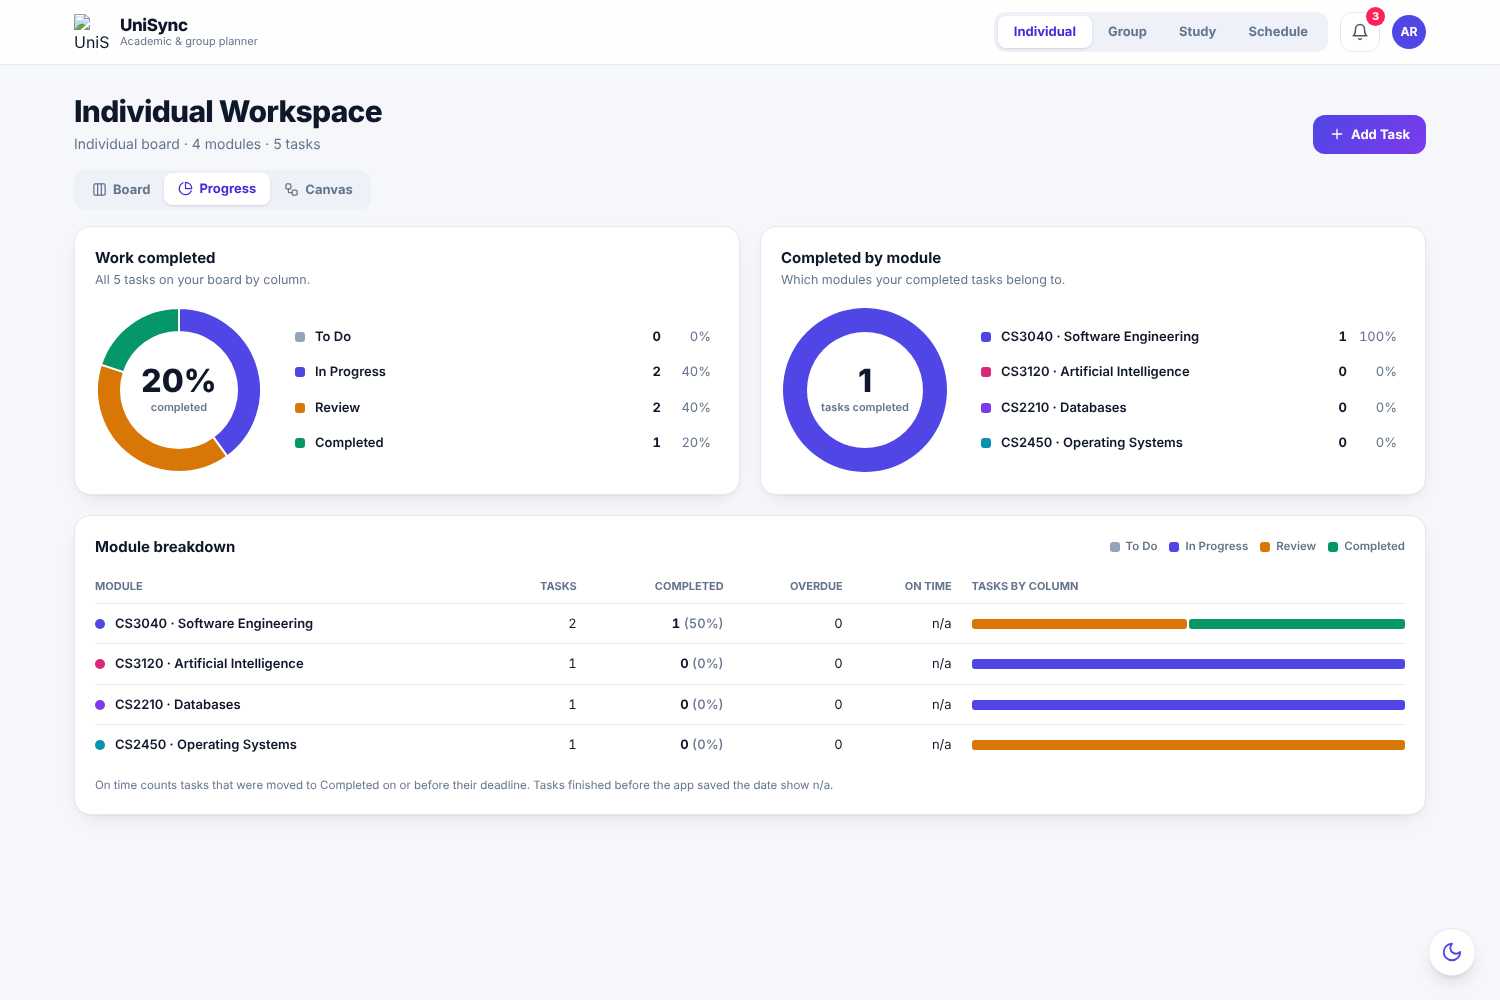 UniS
UniSync
Academic & group planner
Individual
Group
Study
Schedule
3
AR
Individual Workspace
Individual board · 4 modules · 5 tasks
Add Task
Board
Progress
Canvas
Work completed
All 5 tasks on your board by column.
20%
completed
To Do 0 0%
In Progress 2 40%
Review 2 40%
Completed 1 20%
Completed by module
Which modules your completed tasks belong to.
1
tasks completed
CS3040 · Software Engineering 1 100%
CS3120 · Artificial Intelligence 0 0%
CS2210 · Databases 0 0%
CS2450 · Operating Systems 0 0%
Module breakdown
To Do In Progress Review Completed
MODULE TASKS COMPLETED OVERDUE ON TIME TASKS BY COLUMN
CS3040 · Software Engineering 2 1 (50%) 0 n/a
CS3120 · Artificial Intelligence 1 0 (0%) 0 n/a
CS2210 · Databases 1 0 (0%) 0 n/a
CS2450 · Operating Systems 1 0 (0%) 0 n/a
On time counts tasks that were moved to Completed on or before their deadline. Tasks finished before the app saved the date show n/a.